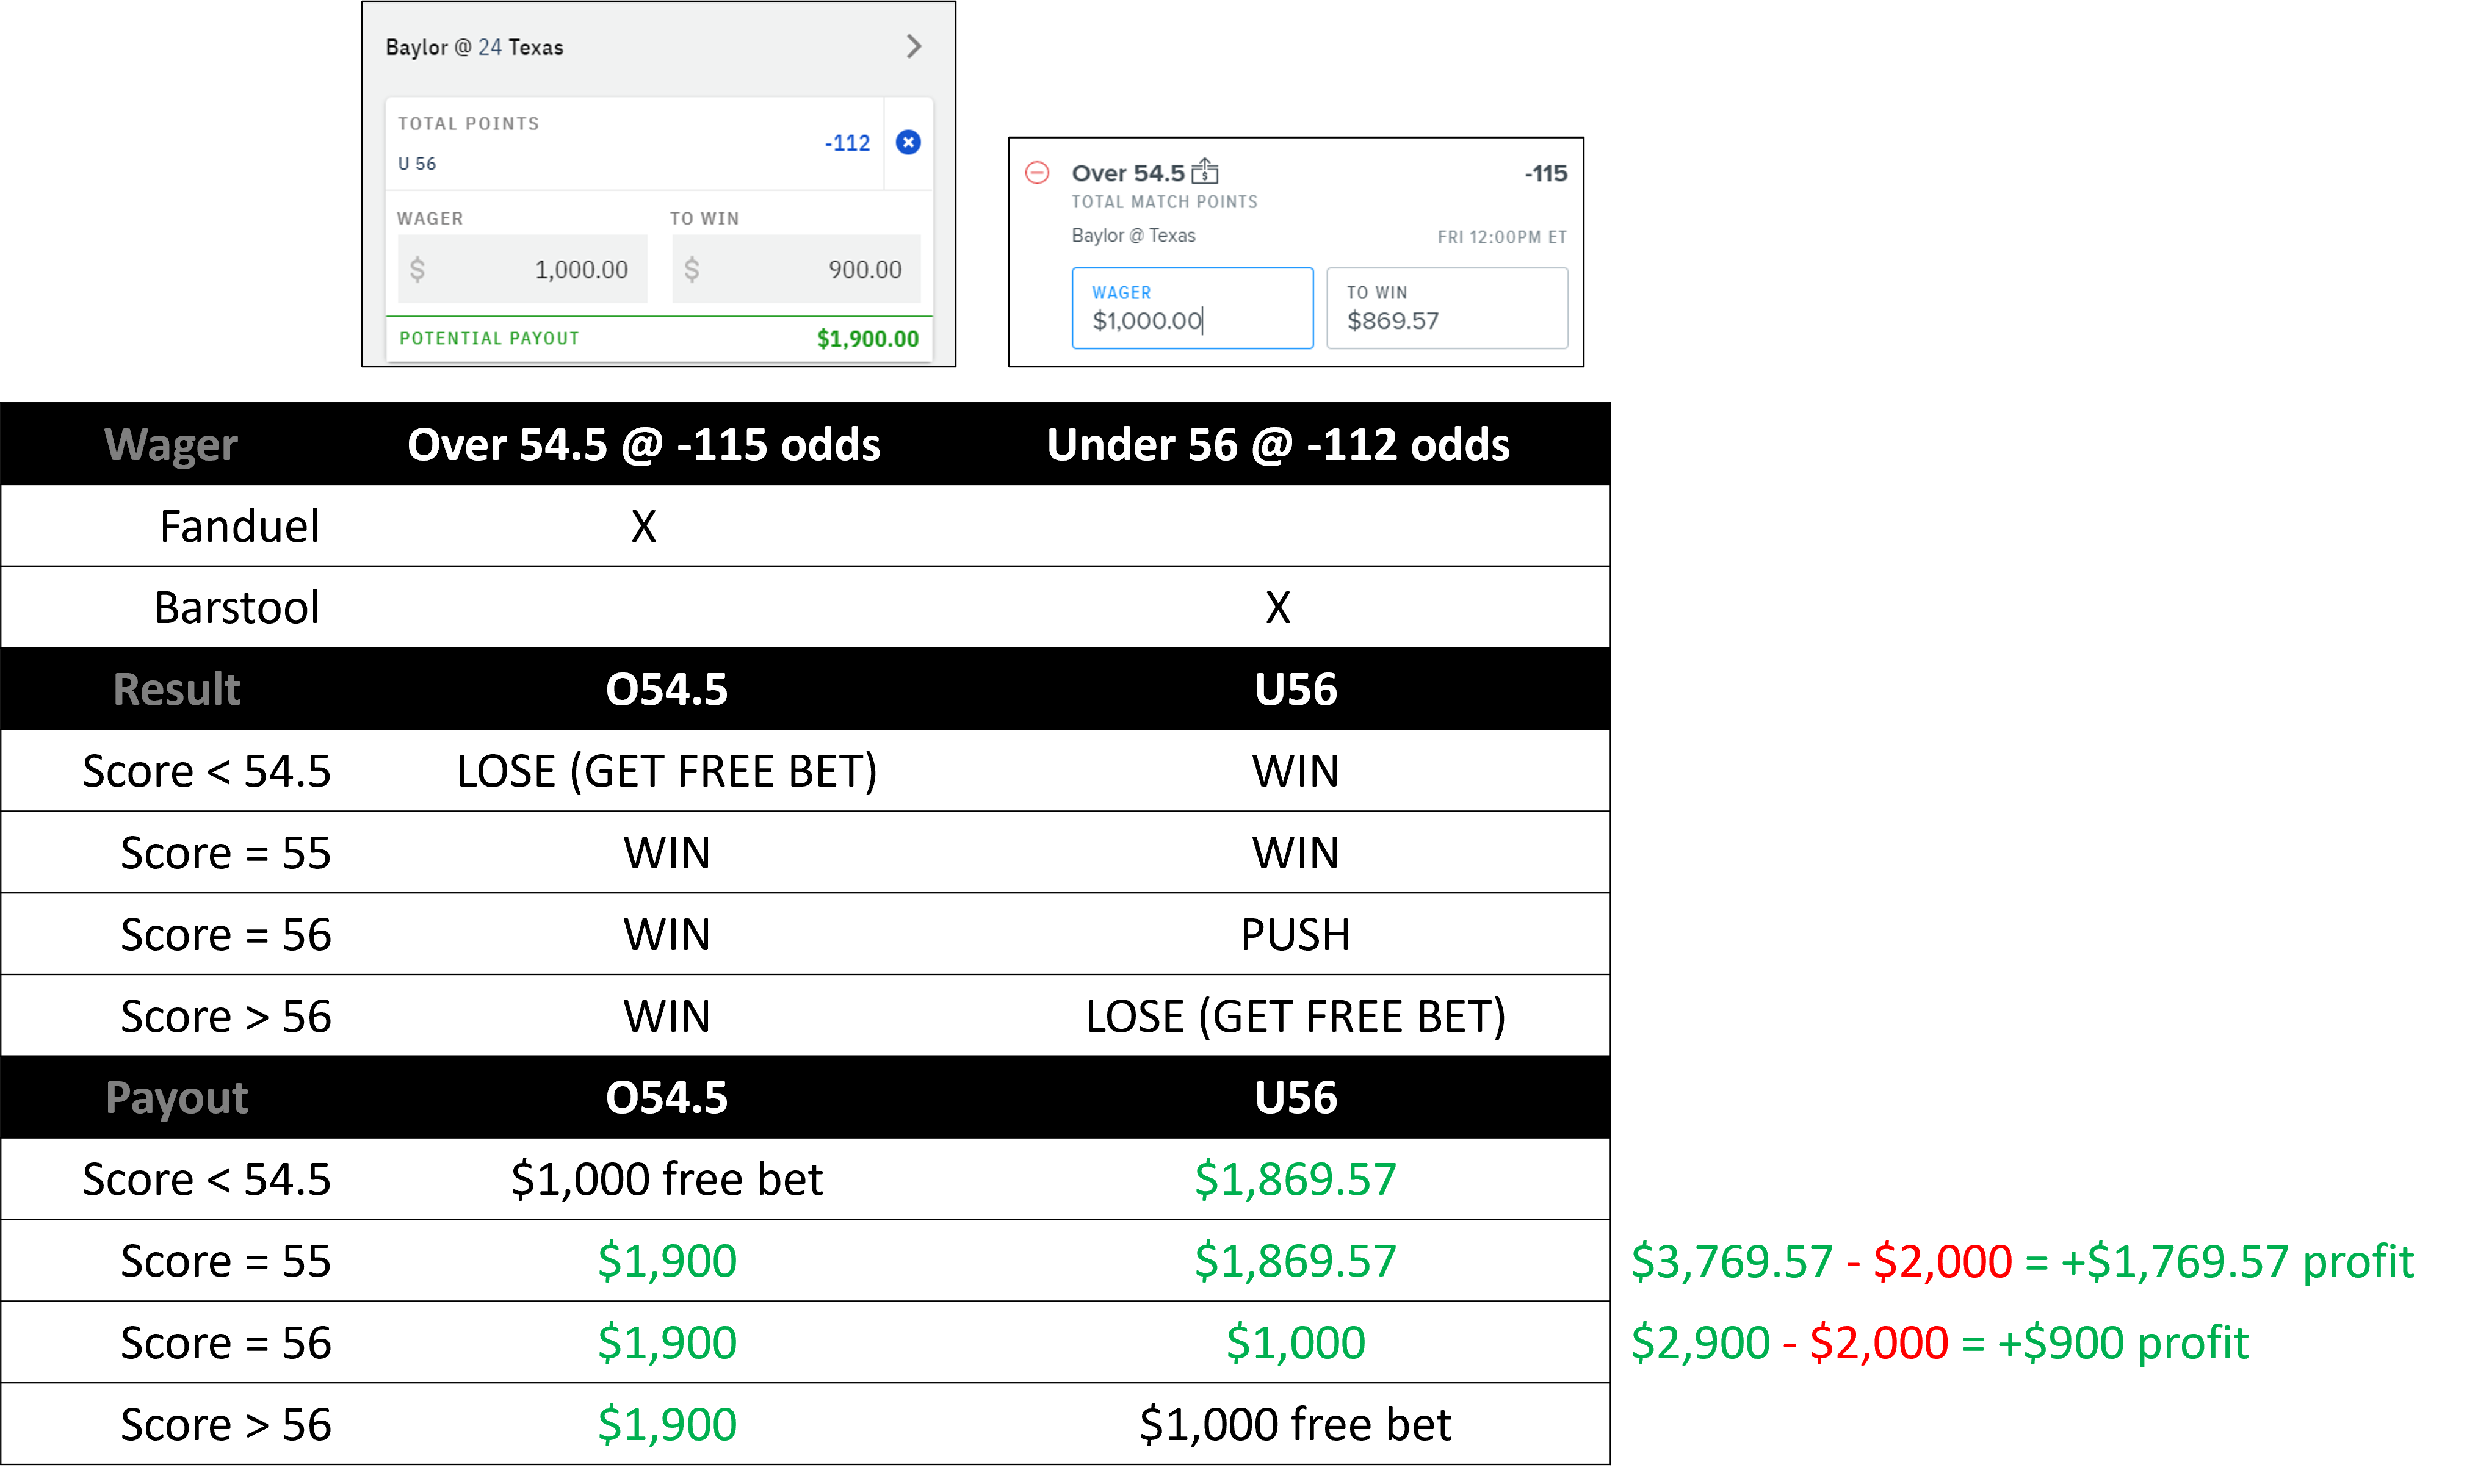 Baylor @ 24 Texas
TOTAL POINTS
-112
U 56
WAGER TO WIN
$ 1,000.00 $ 900.00
POTENTIAL PAYOUT $1,900.00
Over 54.5 $ -115
TOTAL MATCH POINTS
Baylor @ Texas FRI 12:00PM ET
WAGER TO WIN
$1,000.00 $869.57
Wager Over 54.5 @ -115 odds Under 56 @ -112 odds
Fanduel X
Barstool X
Result O54.5 U56
Score < 54.5 LOSE (GET FREE BET) WIN
Score = 55 WIN WIN
Score = 56 WIN PUSH
Score > 56 WIN LOSE (GET FREE BET)
Payout O54.5 U56
Score < 54.5 $1,000 free bet $1,869.57
Score = 55 $1,900 $1,869.57 $3,769.57 - $2,000 = +$1,769.57 profit
Score = 56 $1,900 $1,000 $2,900 - $2,000 = +$900 profit
Score > 56 $1,900 $1,000 free bet